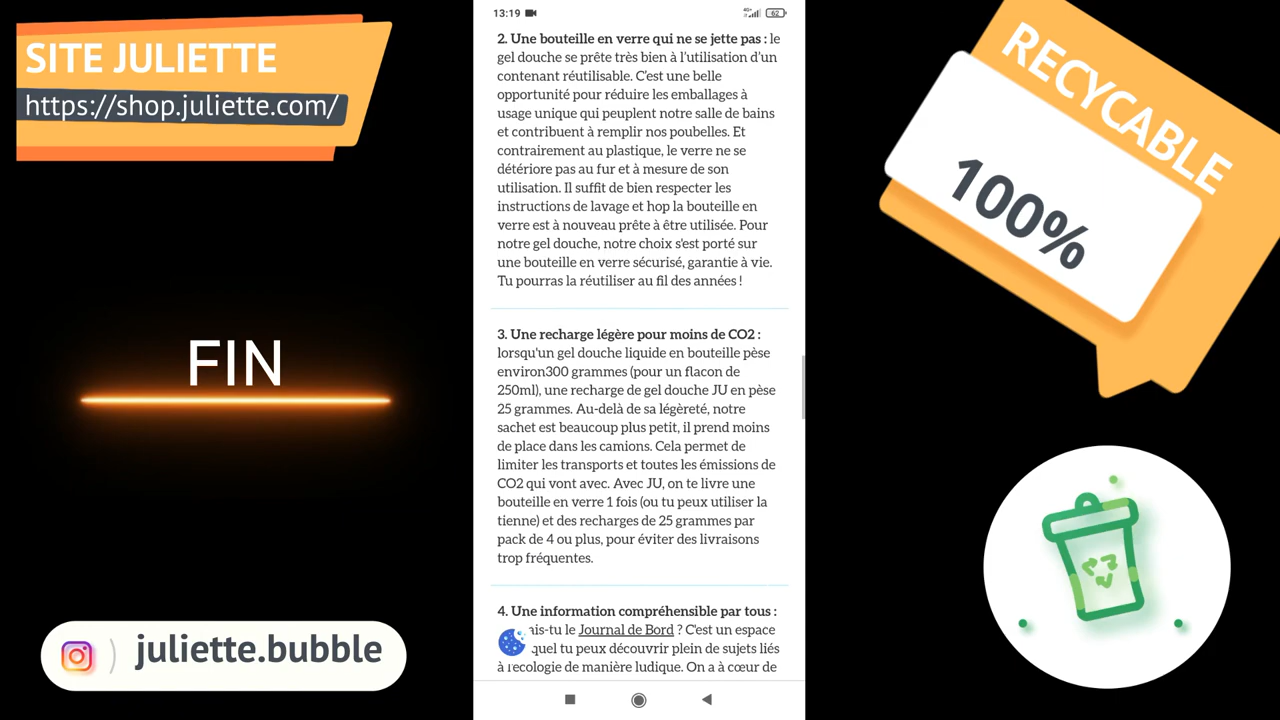 SITE JULIETTE
https://shop.juliette.com/
FIN
juliette.bubble
13:19
4G+
62
2. Une bouteille en verre qui ne se jette pas : le
gel douche se prête très bien à l'utilisation d'un
contenant réutilisable. C'est une belle
opportunité pour réduire les emballages à
usage unique qui peuplent notre salle de bains
et contribuent à remplir nos poubelles. Et
contrairement au plastique, le verre ne se
détériore pas au fur et à mesure de son
utilisation. Il suffit de bien respecter les
instructions de lavage et hop la bouteille en
verre est à nouveau prête à être utilisée. Pour
notre gel douche, notre choix s'est porté sur
une bouteille en verre sécurisé, garantie à vie.
Tu pourras la réutiliser au fil des années !
3. Une recharge légère pour moins de CO2 :
lorsqu'un gel douche liquide en bouteille pèse
environ300 grammes (pour un flacon de
250ml), une recharge de gel douche JU en pèse
25 grammes. Au-delà de sa légèreté, notre
sachet est beaucoup plus petit, il prend moins
de place dans les camions. Cela permet de
limiter les transports et toutes les émissions de
CO2 qui vont avec. Avec JU, on te livre une
bouteille en verre 1 fois (ou tu peux utiliser la
tienne) et des recharges de 25 grammes par
pack de 4 ou plus, pour éviter des livraisons
trop fréquentes.
4. Une information compréhensible par tous :
ais-tu le Journal de Bord ? C'est un espace
quel tu peux découvrir plein de sujets liés
à l'écologie de manière ludique. On a à cœur de
RECYCABLE
100%